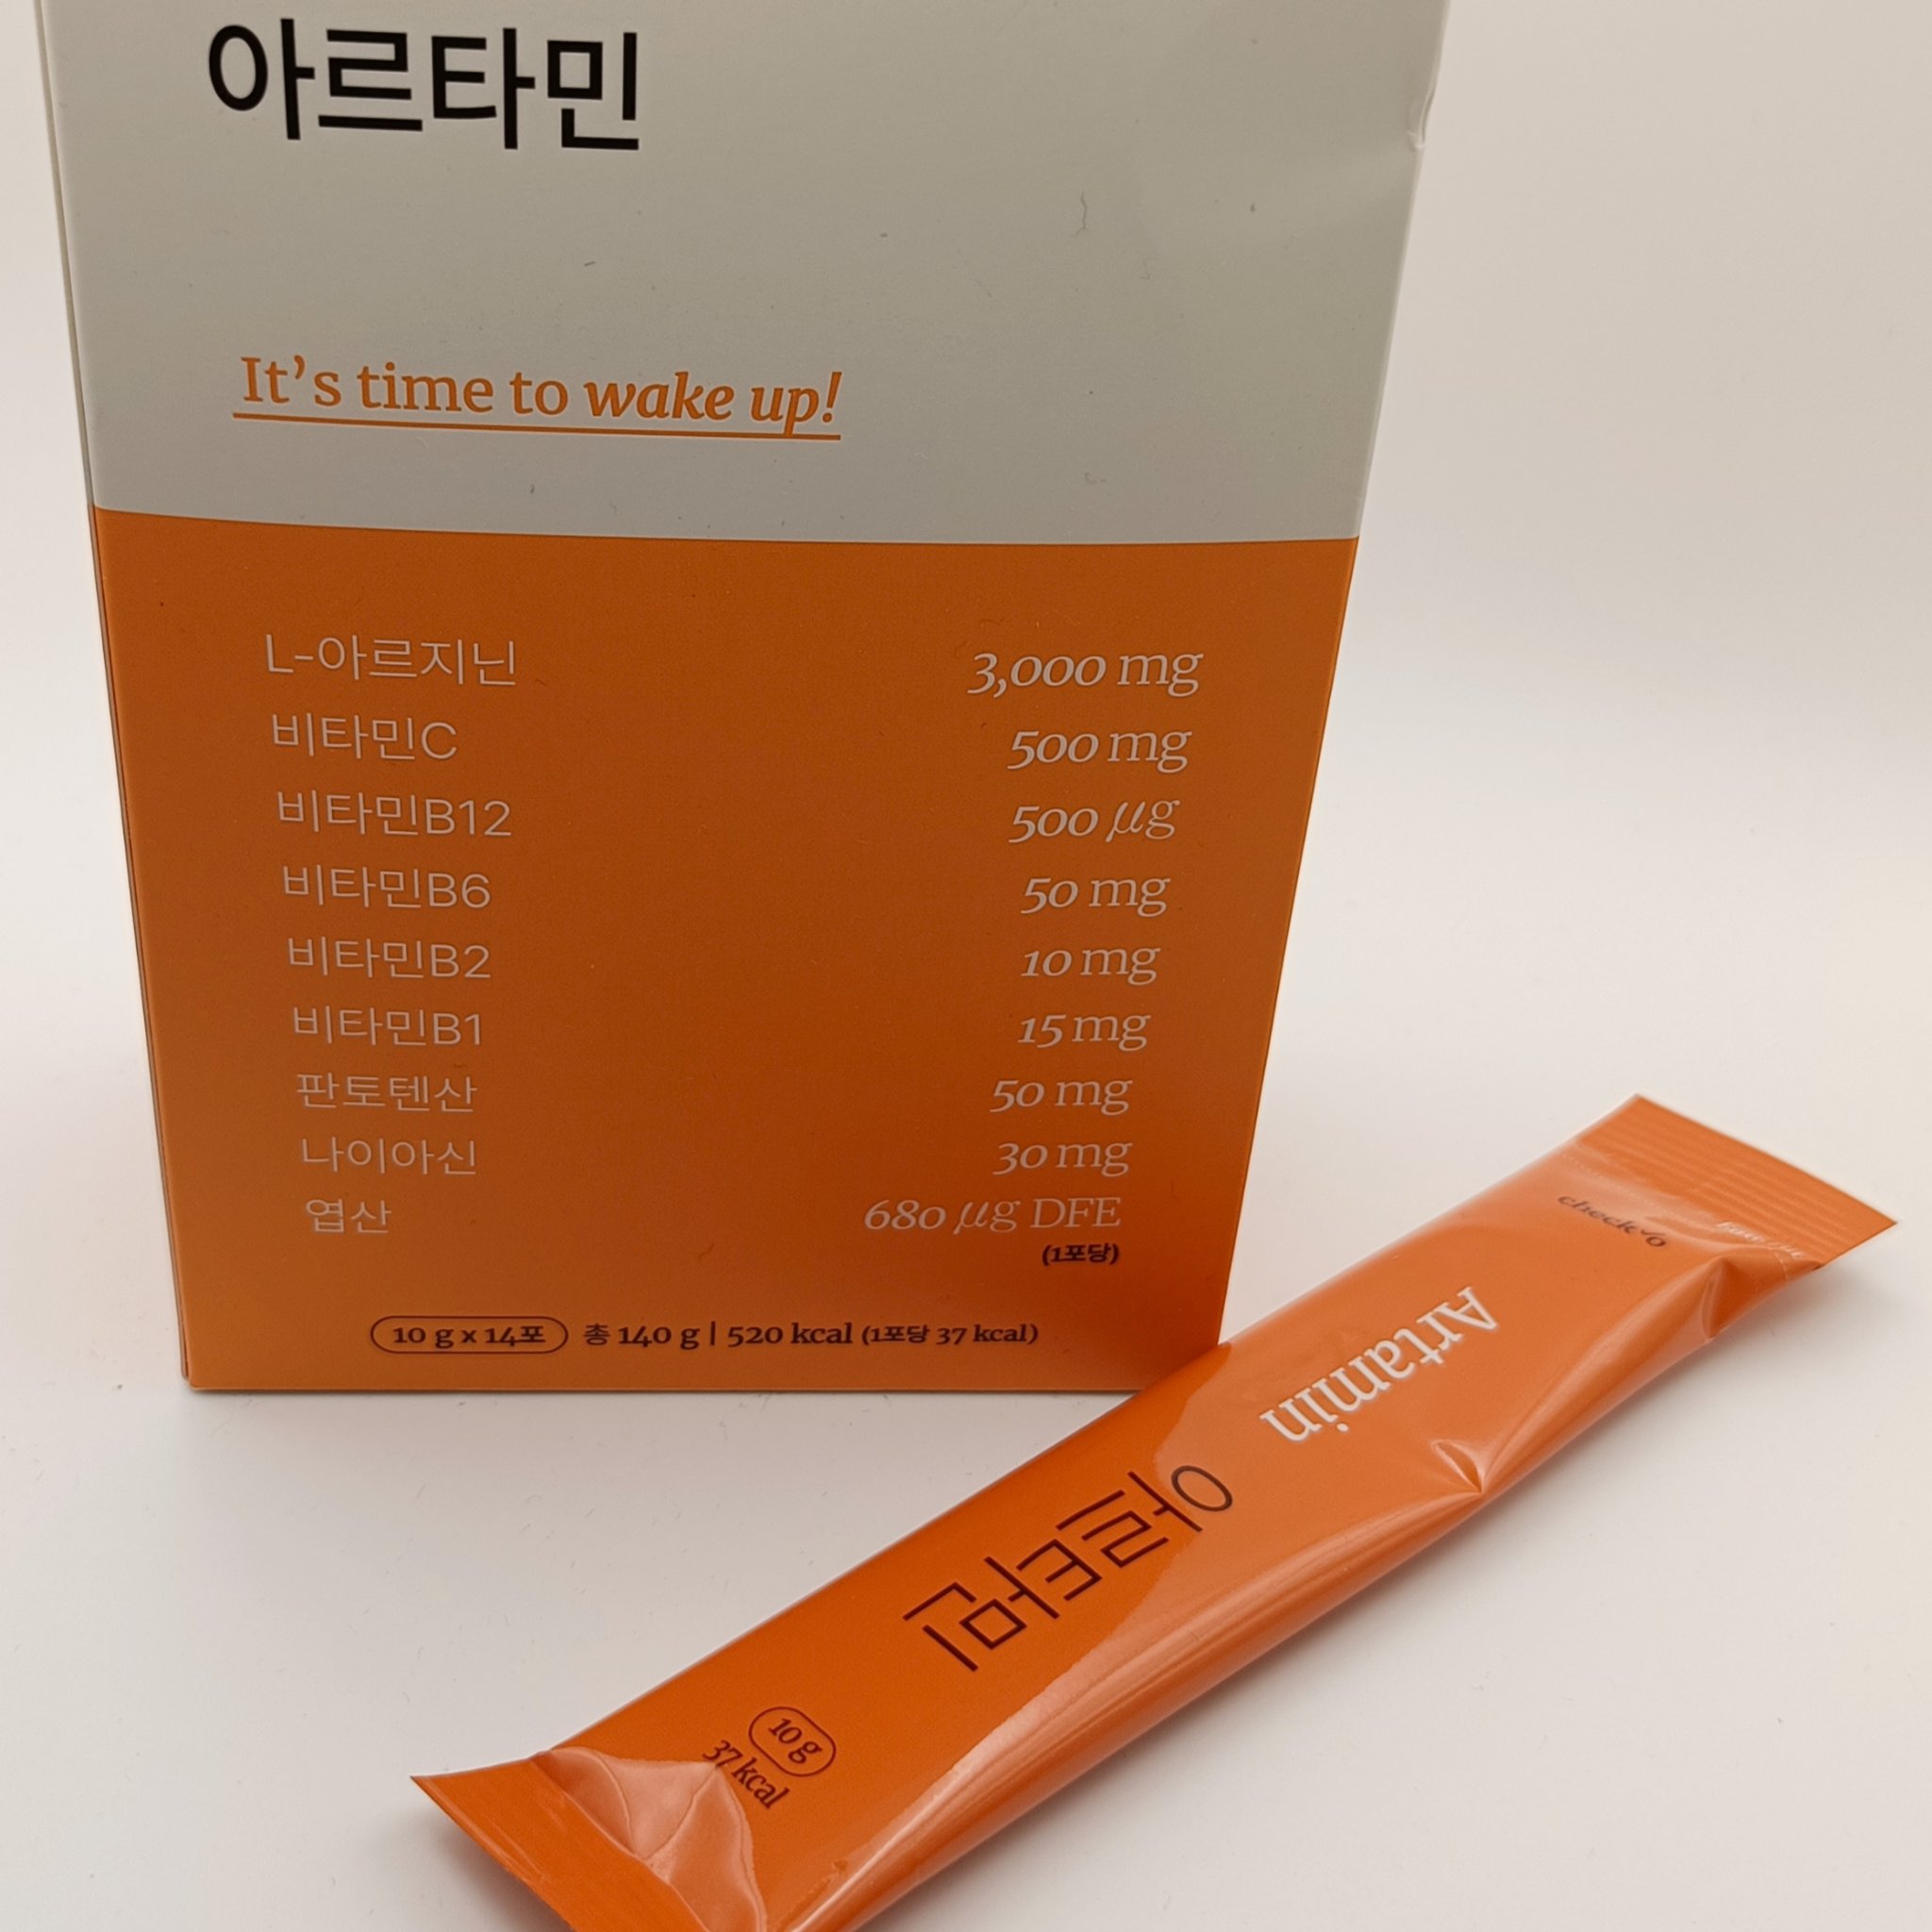 아르타민
It's time to wake up!
L-아르지닌 3,000 mg
비타민C 500 mg
비타민B12 500 μg
비타민B6 50 mg
비타민B2 10 mg
비타민B1 15 mg
판토텐산 50 mg
나이아신 30 mg
엽산 680 μg DFE
(1포당)
10 g x 14포 총 140 g | 520 kcal (1포당 37 kcal)
Artamin
아르타민
10 g
37 kcal